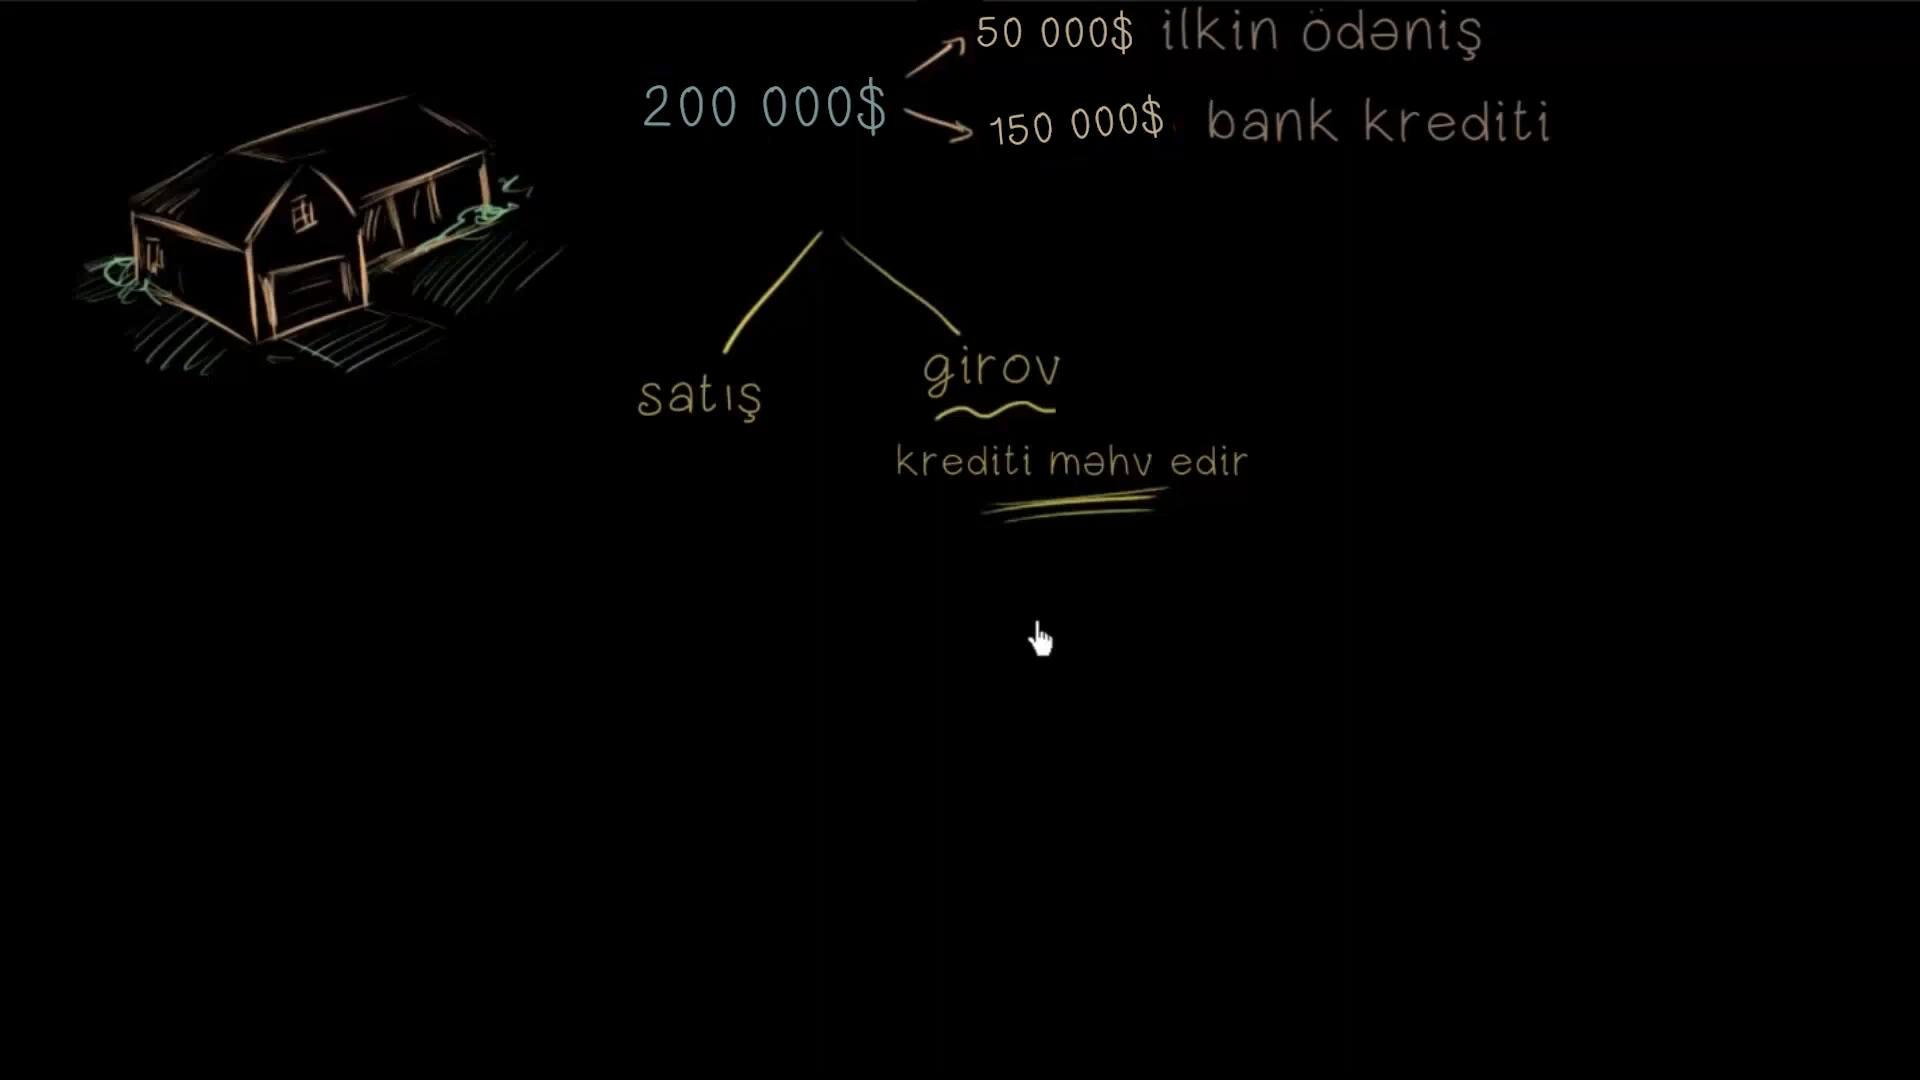 50 000$ ilkin ödəniş
200 000$
150 000$ bank krediti
satış
girov
krediti məhv edir